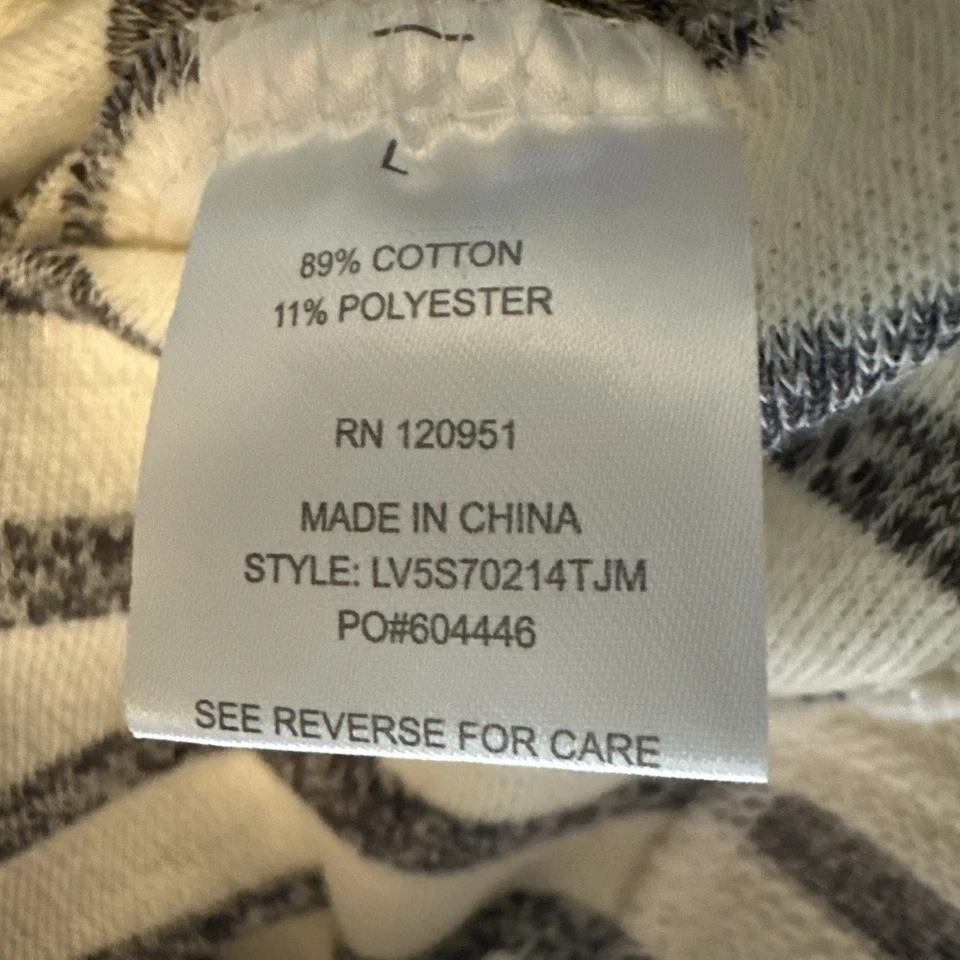 L
89% COTTON
11% POLYESTER
RN 120951
MADE IN CHINA
STYLE: LV5S70214TJM
PO#604446
SEE REVERSE FOR CARE